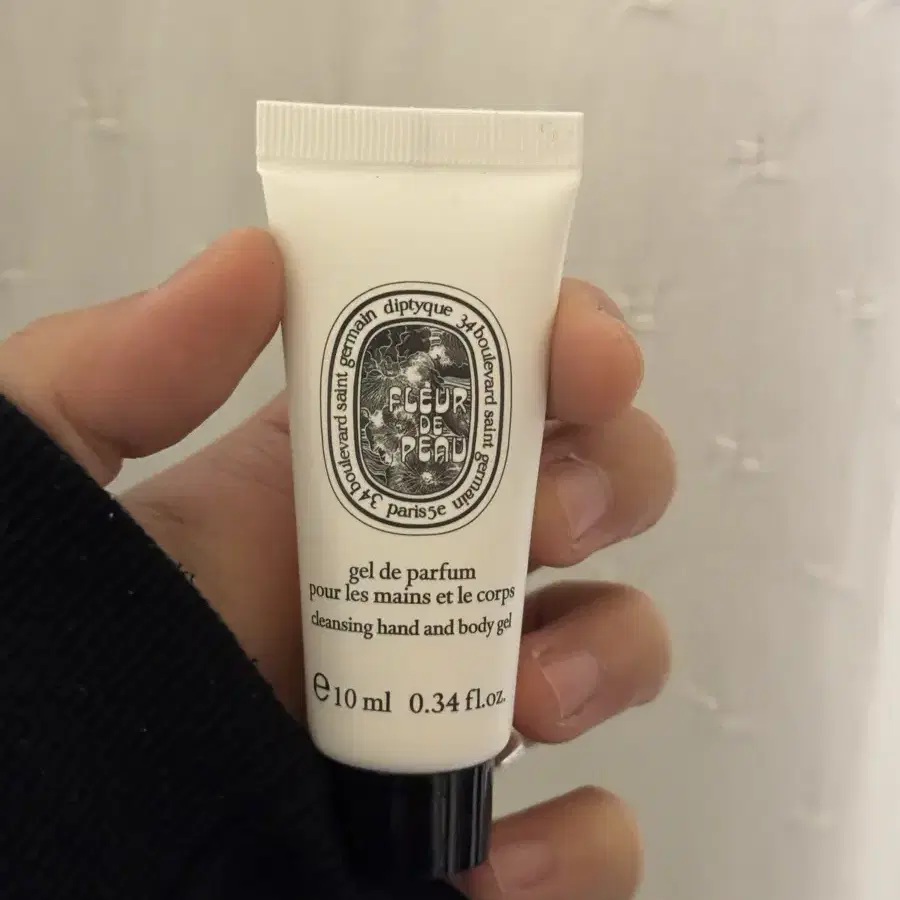 diptyque 34 boulevard saint germain paris 5e 34 boulevard saint germain
FLEUR
DE
PEAU
gel de parfum
pour les mains et le corps
cleansing hand and body gel
e 10 ml 0.34 fl.oz.